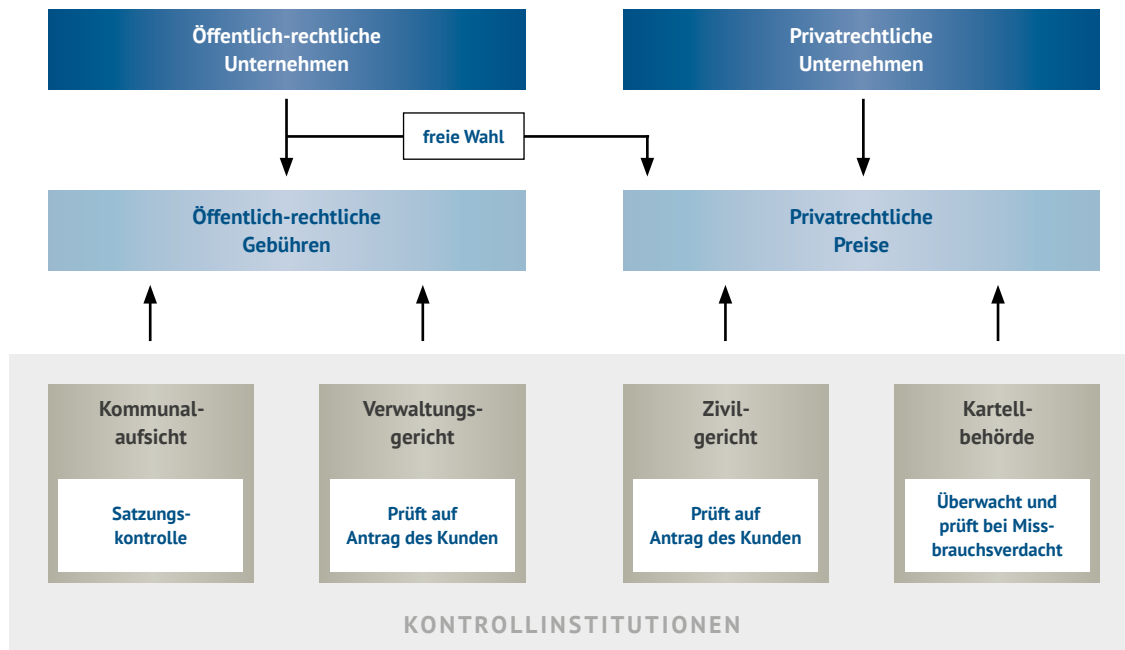 Öffentlich-rechtliche
Unternehmen
Privatrechtliche
Unternehmen
freie Wahl
Öffentlich-rechtliche
Gebühren
Privatrechtliche
Preise
Kommunal-
aufsicht
Satzungs-
kontrolle
Verwaltungs-
gericht
Prüft auf
Antrag des Kunden
Zivil-
gericht
Prüft auf
Antrag des Kunden
Kartell-
behörde
Überwacht und
prüft bei Miss-
brauchsverdacht
KONTROLLINSTITUTIONEN